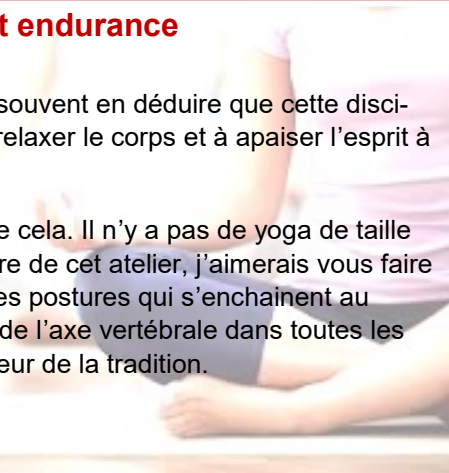 t endurance
souvent en déduire que cette disci-
relaxer le corps et à apaiser l’esprit à
e cela. Il n’y a pas de yoga de taille
re de cet atelier, j’aimerais vous faire
es postures qui s’enchainent au
de l’axe vertébrale dans toutes les
eur de la tradition.